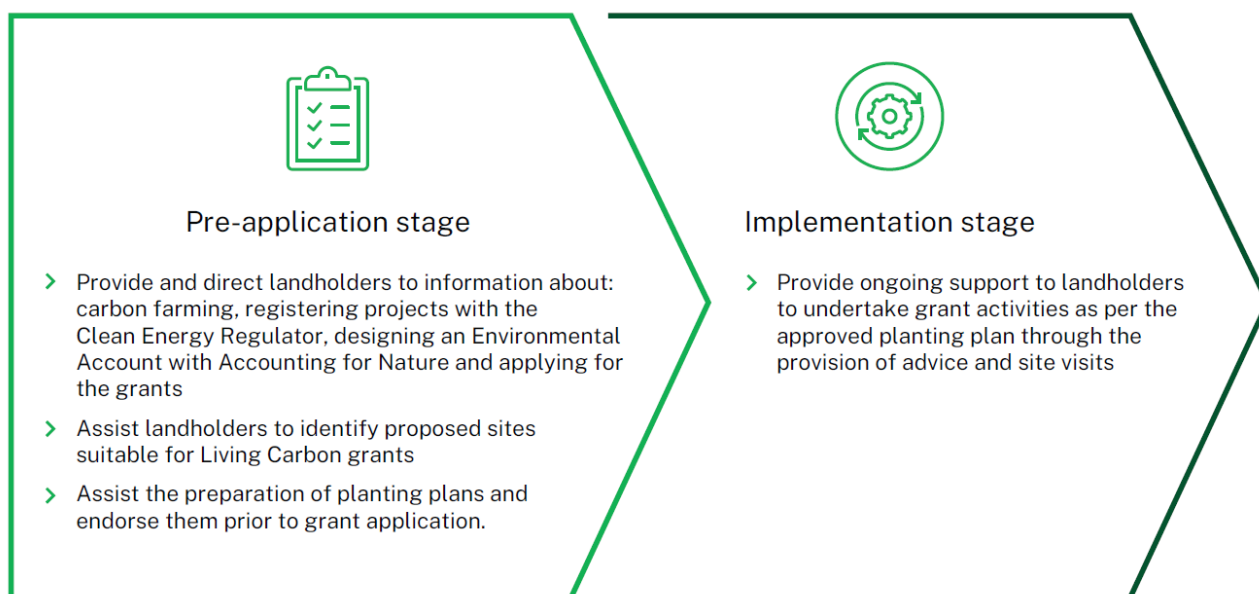 Pre-application stage
Provide and direct landholders to information about:
carbon farming, registering projects with the
Clean Energy Regulator, designing an Environmental
Account with Accounting for Nature and applying for
the grants
Assist landholders to identify proposed sites
suitable for Living Carbon grants
Assist the preparation of planting plans and
endorse them prior to grant application.
Implementation stage
Provide ongoing support to landholders
to undertake grant activities as per the
approved planting plan through the
provision of advice and site visits